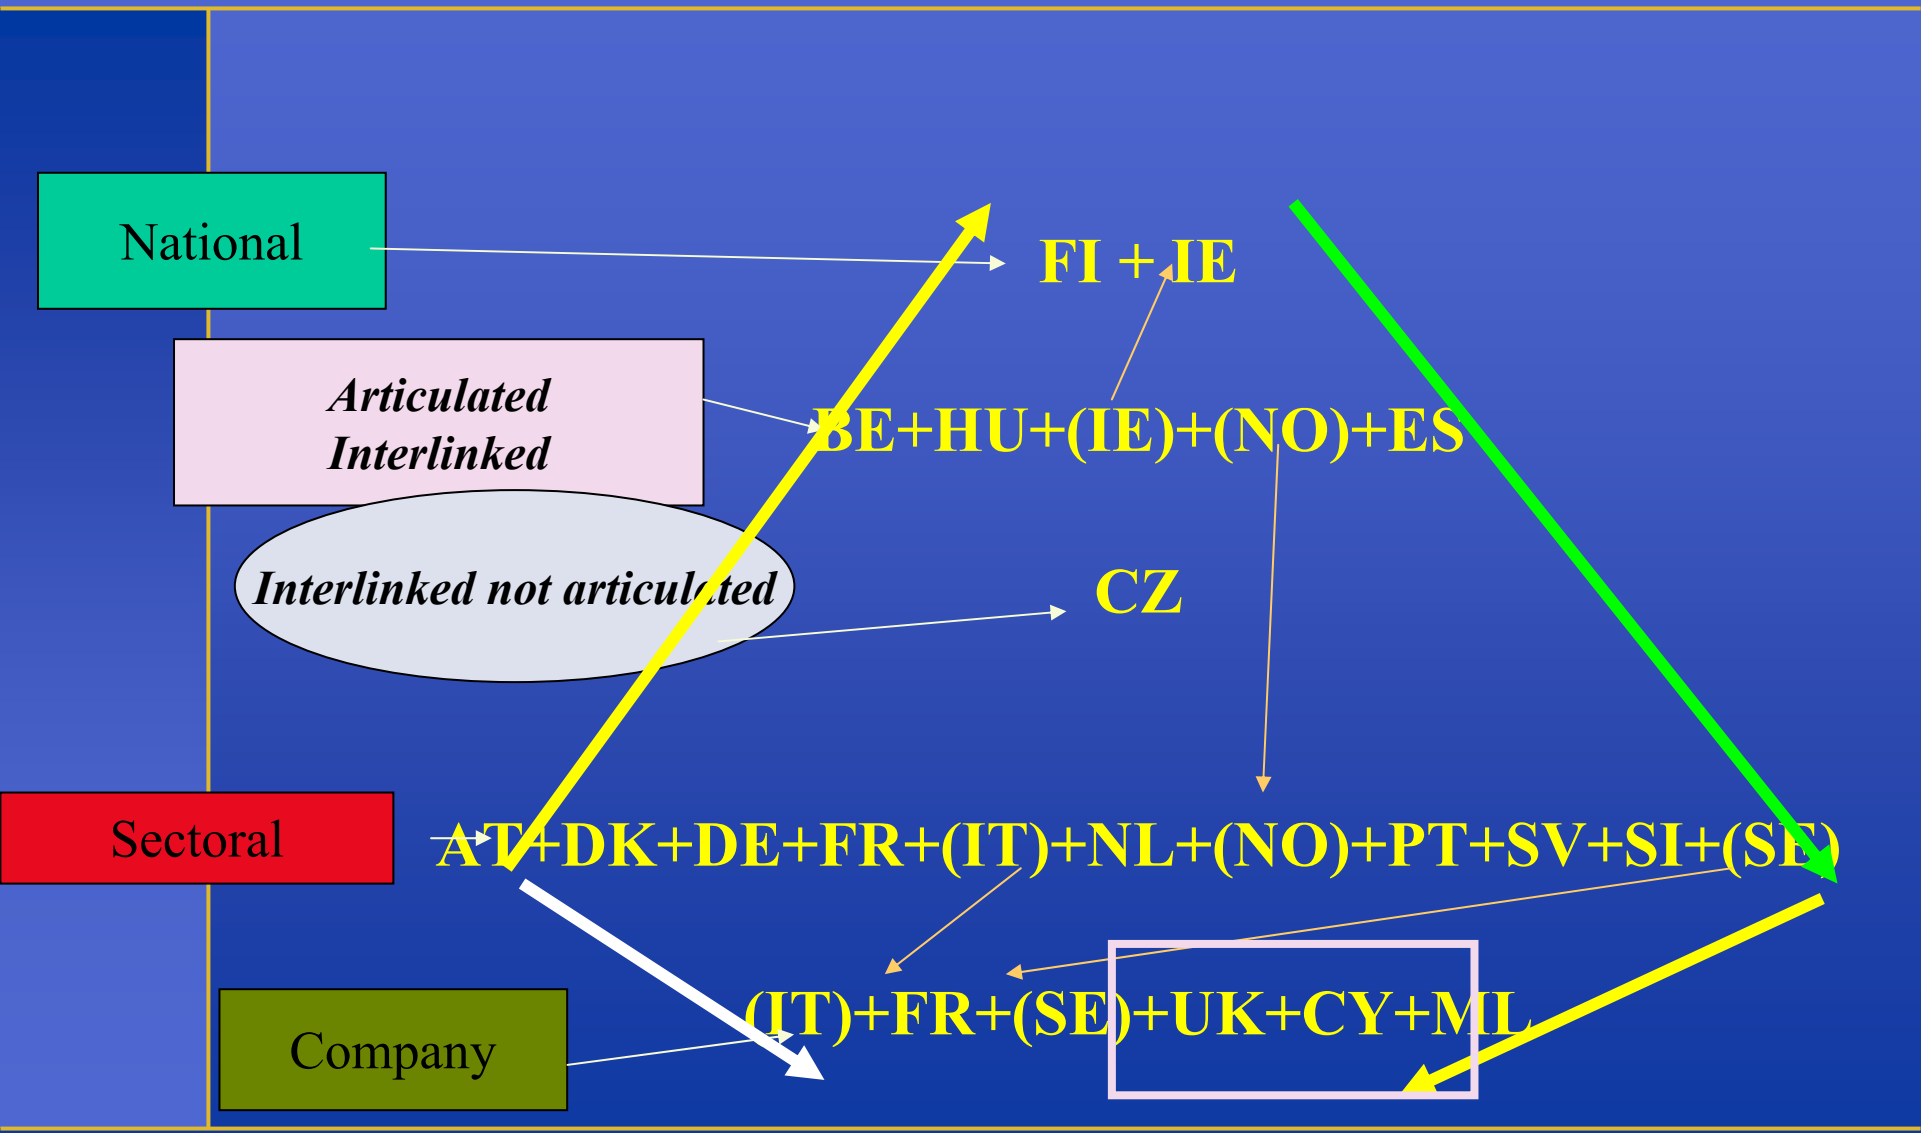 National
FI + IE
Articulated
Interlinked
BE+HU+(IE)+(NO)+ES
Interlinked not articulated
CZ
Sectoral
AT+DK+DE+FR+(IT)+NL+(NO)+PT+SV+SI+(SE)
(IT)+FR+(SE)+UK+CY+ML
Company